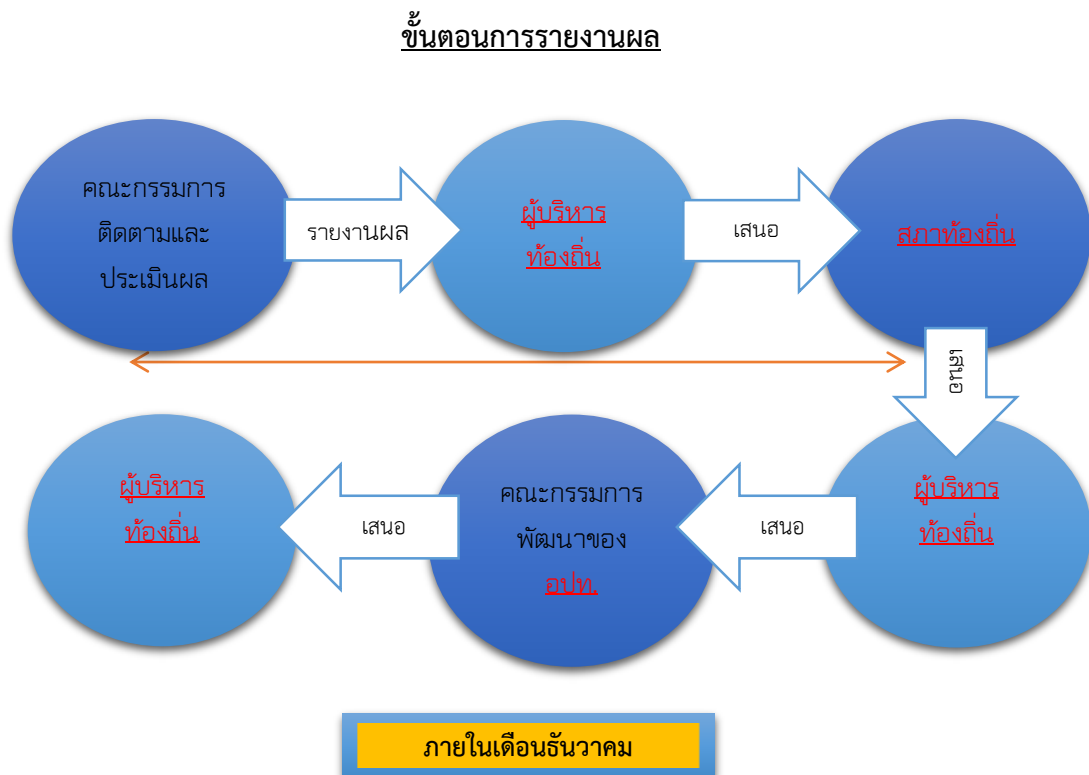 ขั้นตอนการรายงานผล
คณะกรรมการ
ติดตามและ
ประเมินผล
รายงานผล
ผู้บริหาร
ท้องถิ่น
เสนอ
สภาท้องถิ่น
เสนอ
ผู้บริหาร
ท้องถิ่น
เสนอ
คณะกรรมการ
พัฒนาของ
อปท.
เสนอ
ผู้บริหาร
ท้องถิ่น
ภายในเดือนธันวาคม